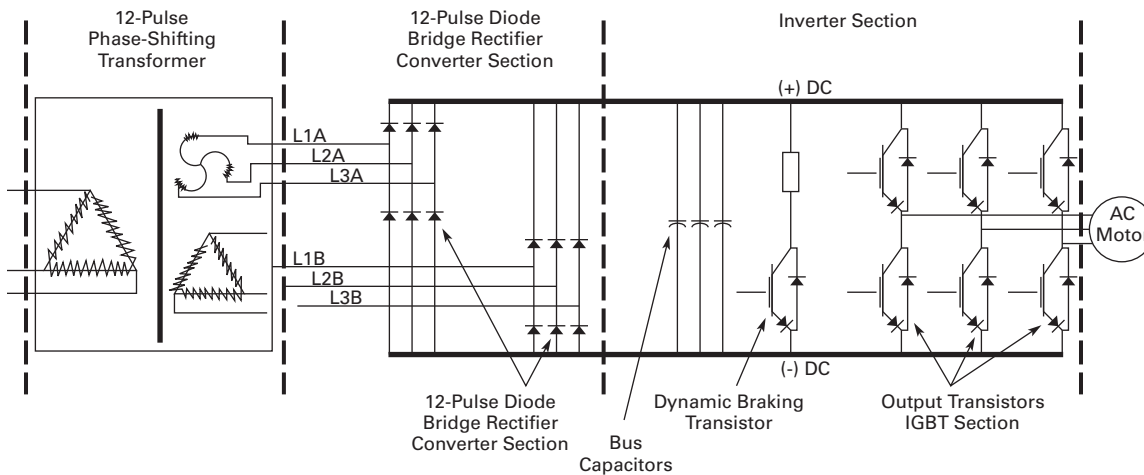 12-Pulse
Phase-Shifting
Transformer
12-Pulse Diode
Bridge Rectifier
Converter Section
Inverter Section
(+) DC
L1A
L2A
L3A
L1B
L2B
L3B
AC
Motor
(-) DC
12-Pulse Diode
Bridge Rectifier
Converter Section
Bus
Capacitors
Dynamic Braking
Transistor
Output Transistors
IGBT Section